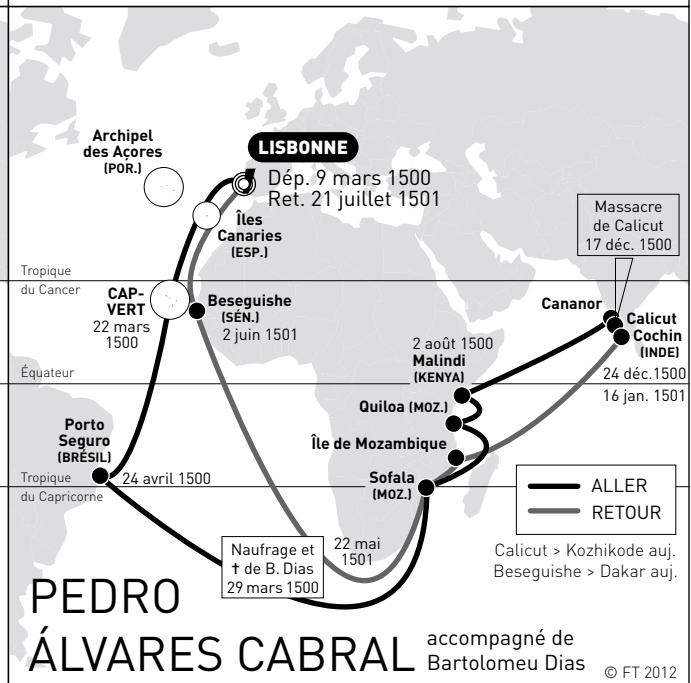 Archipel
des Açores
(POR.)
LISBONNE
Dép. 9 mars 1500
Ret. 21 juillet 1501
Îles
Canaries
(ESP.)
Massacre
de Calicut
17 déc. 1500
Tropique
du Cancer
CAP-
VERT
22 mars
1500
Beseguishe
(SÉN.)
2 juin 1501
Cananor
Calicut
Cochin
(INDE)
24 déc.1500
16 jan. 1501
2 août 1500
Malindi
(KENYA)
Équateur
Quiloa (MOZ.)
Île de Mozambique
Porto
Seguro
(BRÉSIL)
24 avril 1500
Tropique
du Capricorne
Sofala
(MOZ.)
ALLER
RETOUR
Calicut > Kozhikode auj.
Beseguishe > Dakar auj.
Naufrage et
✝ de B. Dias
29 mars 1500
22 mai
1501
PEDRO
ÁLVARES CABRAL
accompagné de
Bartolomeu Dias
© FT 2012